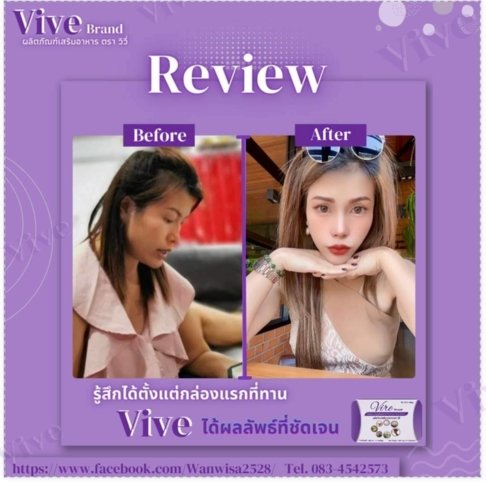 Vive Brand
ผลิตภัณฑ์เสริมอาหาร ตรา วีวี่
Review
Before
After
รู้สึกได้ตั้งแต่กล่องแรกที่ทาน
Vive ได้ผลลัพธ์ที่ชัดเจน
Vive
https://www.facebook.com/Wanwisa2528/ Tel. 083-4542573